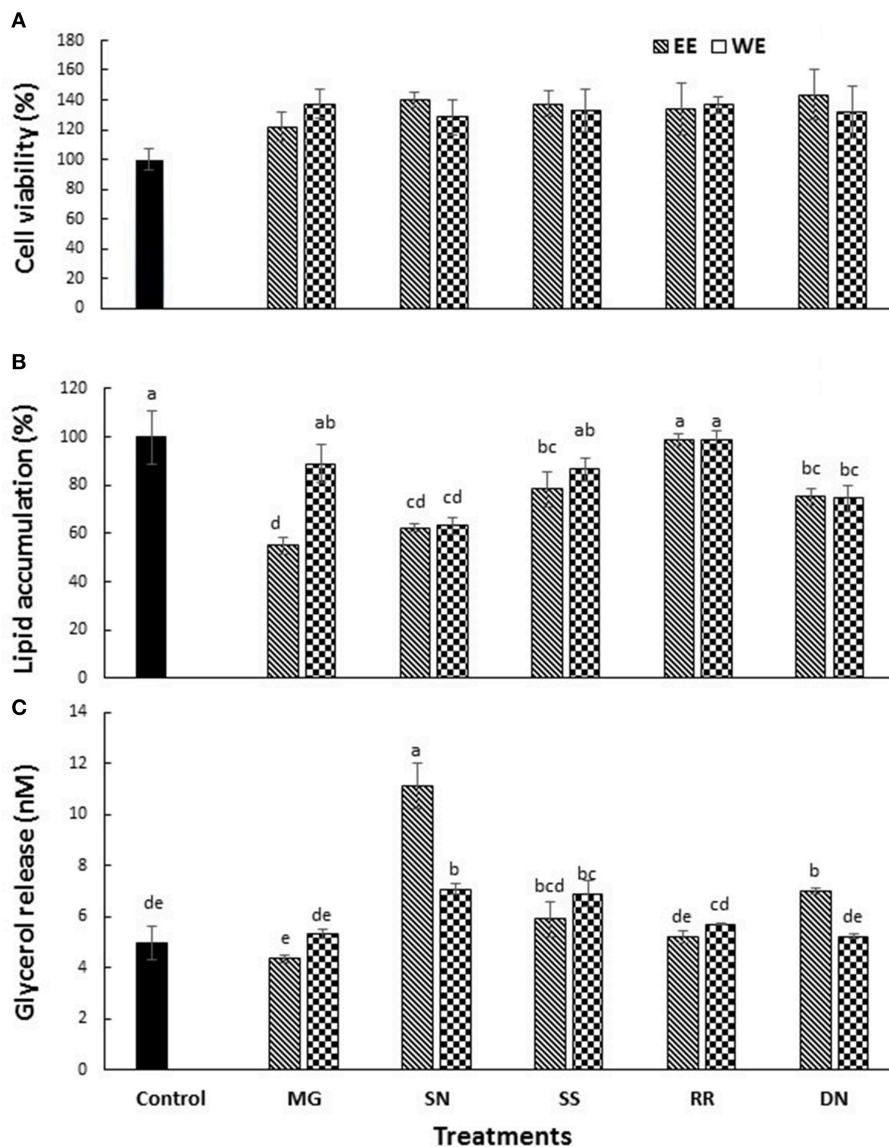 A
EE WE
Cell viability (%)
180
160
140
120
100
80
60
40
20
0
B
Lipid accumulation (%)
120
100
80
60
40
20
0
a
d
ab
cd
cd
bc
ab
a
a
bc
bc
C
Glycerol release (nM)
14
12
10
8
6
4
2
0
de
e
de
a
b
bcd
bc
de
cd
b
de
Control MG SN SS RR DN
Treatments